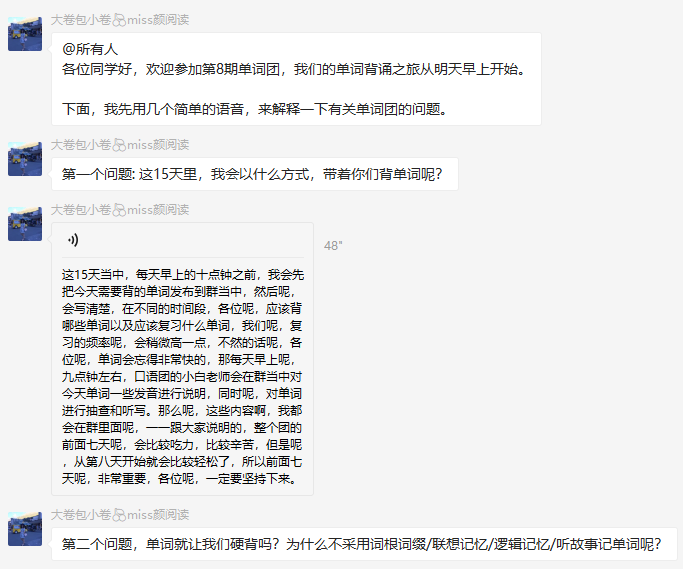 大卷包小卷miss颜阅读
@所有人
各位同学好，欢迎参加第8期单词团，我们的单词背诵之旅从明天早上开始。
下面，我先用几个简单的语音，来解释一下有关单词团的问题。
大卷包小卷miss颜阅读
第一个问题: 这15天里，我会以什么方式，带着你们背单词呢？
大卷包小卷miss颜阅读
48"
这15天当中，每天早上的十点钟之前，我会先
把今天需要背的单词发布到群当中，然后呢，
会写清楚，在不同的时间段，各位呢，应该背
哪些单词以及应该复习什么单词，我们呢，复
习的频率呢，会稍微高一点，不然的话呢，各
位呢，单词会忘得非常快的，那每天早上呢，
九点钟左右，口语团的小白老师会在群当中对
今天单词一些发音进行说明，同时呢，对单词
进行抽查和听写。那么呢，这些内容啊，我都
会在群里面呢，一一跟大家说明的，整个团的
前面七天呢，会比较吃力，比较辛苦，但是呢
，从第八天开始就会比较轻松了，所以前面七
天呢，非常重要，各位呢，一定要坚持下来。
大卷包小卷miss颜阅读
第二个问题，单词就让我们硬背吗？为什么不采用词根词缀/联想记忆/逻辑记忆/听故事记单词呢？